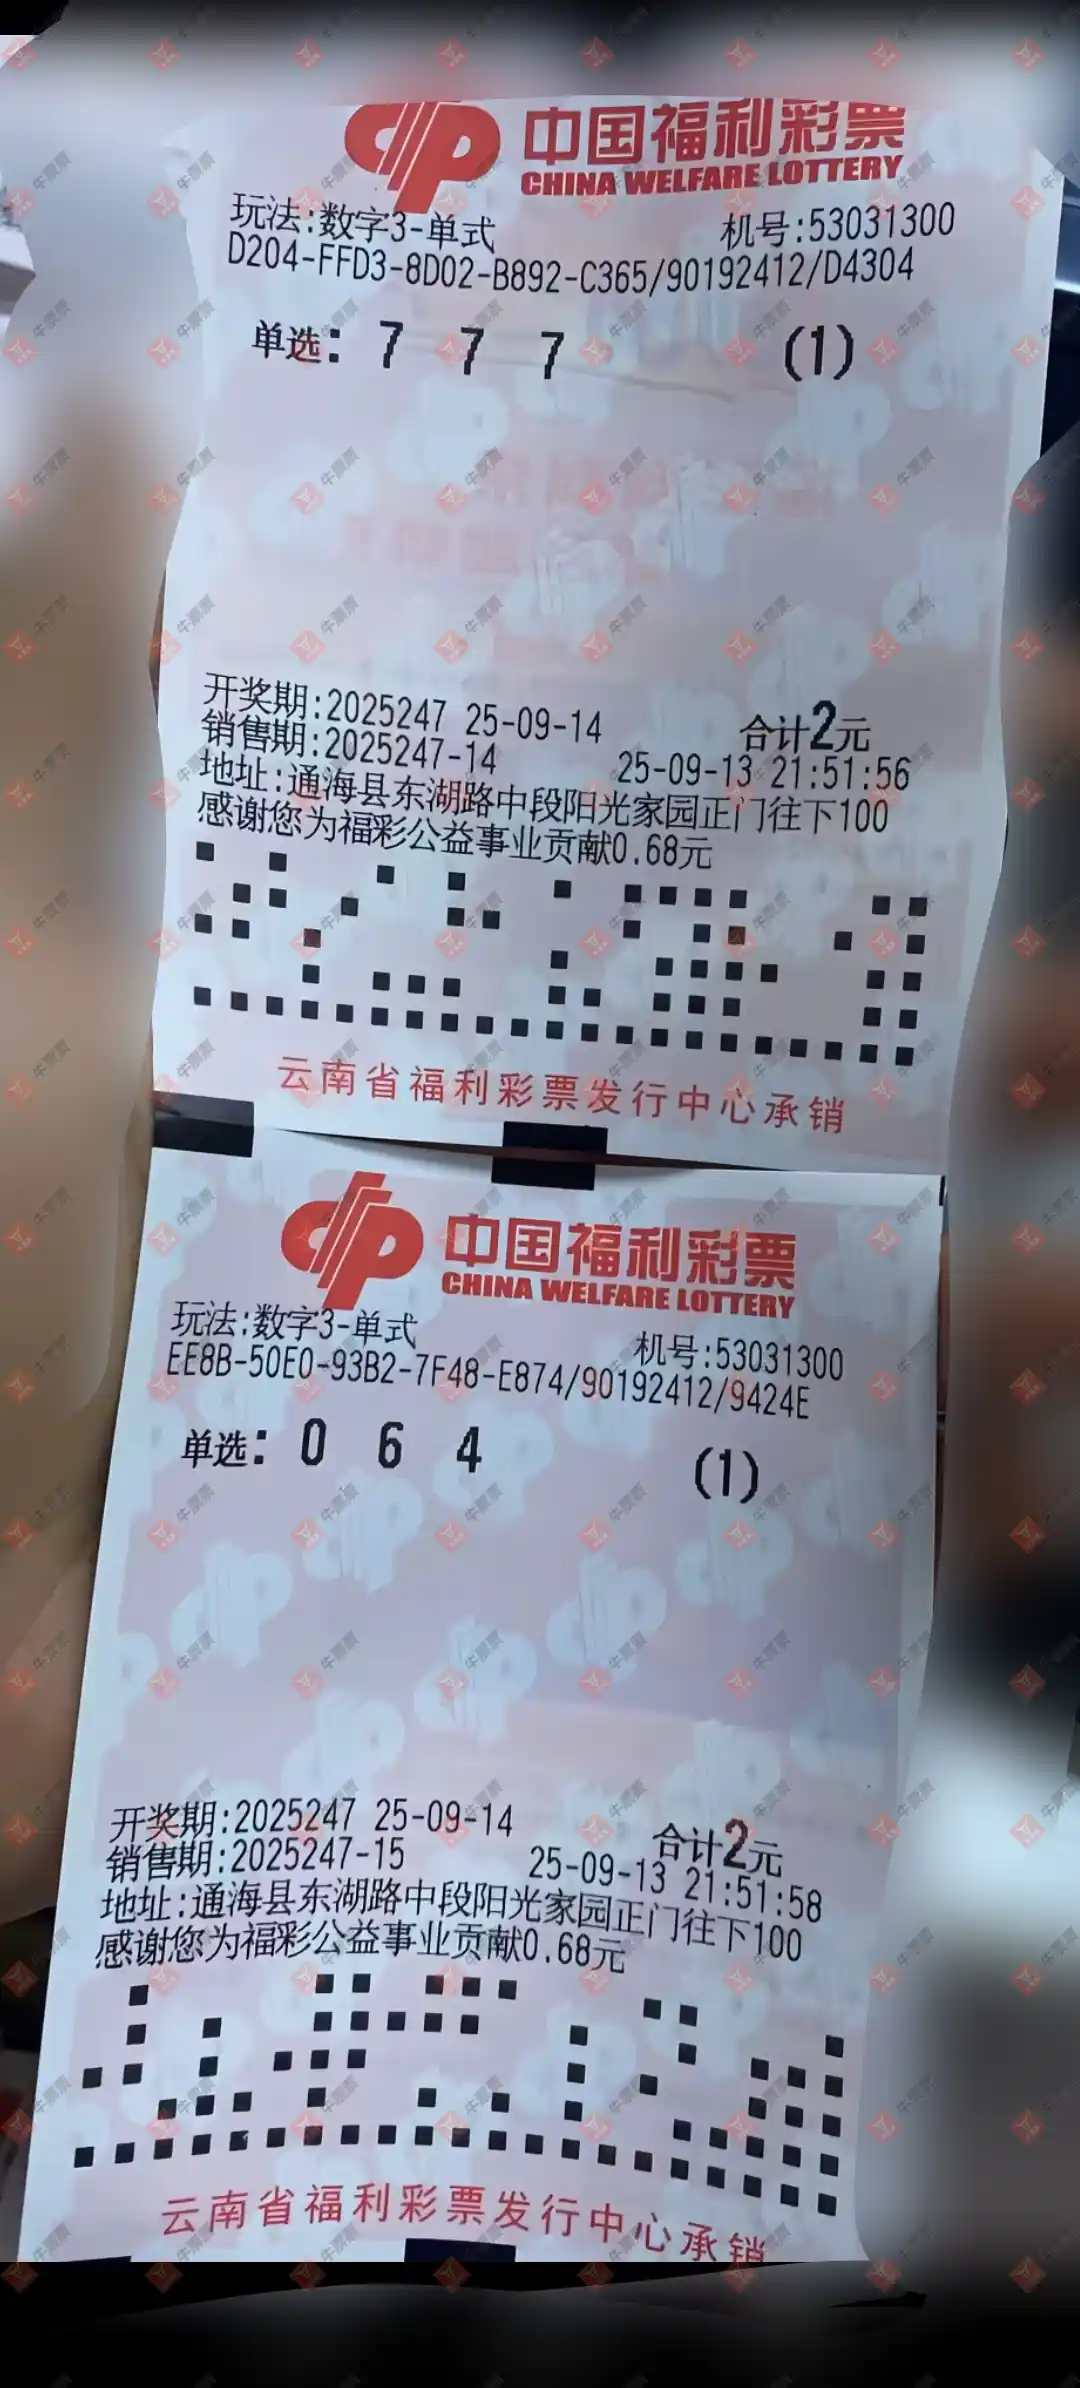 中国福利彩票
CHINA WELFARE LOTTERY
玩法:数字3-单式 机号:53031300
D204-FFD3-8D02-B892-C365/90192412/D4304
单选: 7 7 7 (1)
开奖期:2025247 25-09-14 合计2元
销售期:2025247-14 25-09-13 21:51:56
地址:通海县东湖路中段阳光家园正门往下100
感谢您为福彩公益事业贡献0.68元
云南省福利彩票发行中心承销
中国福利彩票
CHINA WELFARE LOTTERY
玩法:数字3-单式 机号:53031300
EE8B-50E0-93B2-7F48-E874/90192412/9424E
单选: 0 6 4 (1)
开奖期:2025247 25-09-14 合计2元
销售期:2025247-15 25-09-13 21:51:58
地址:通海县东湖路中段阳光家园正门往下100
感谢您为福彩公益事业贡献0.68元
云南省福利彩票发行中心承销
牛票票